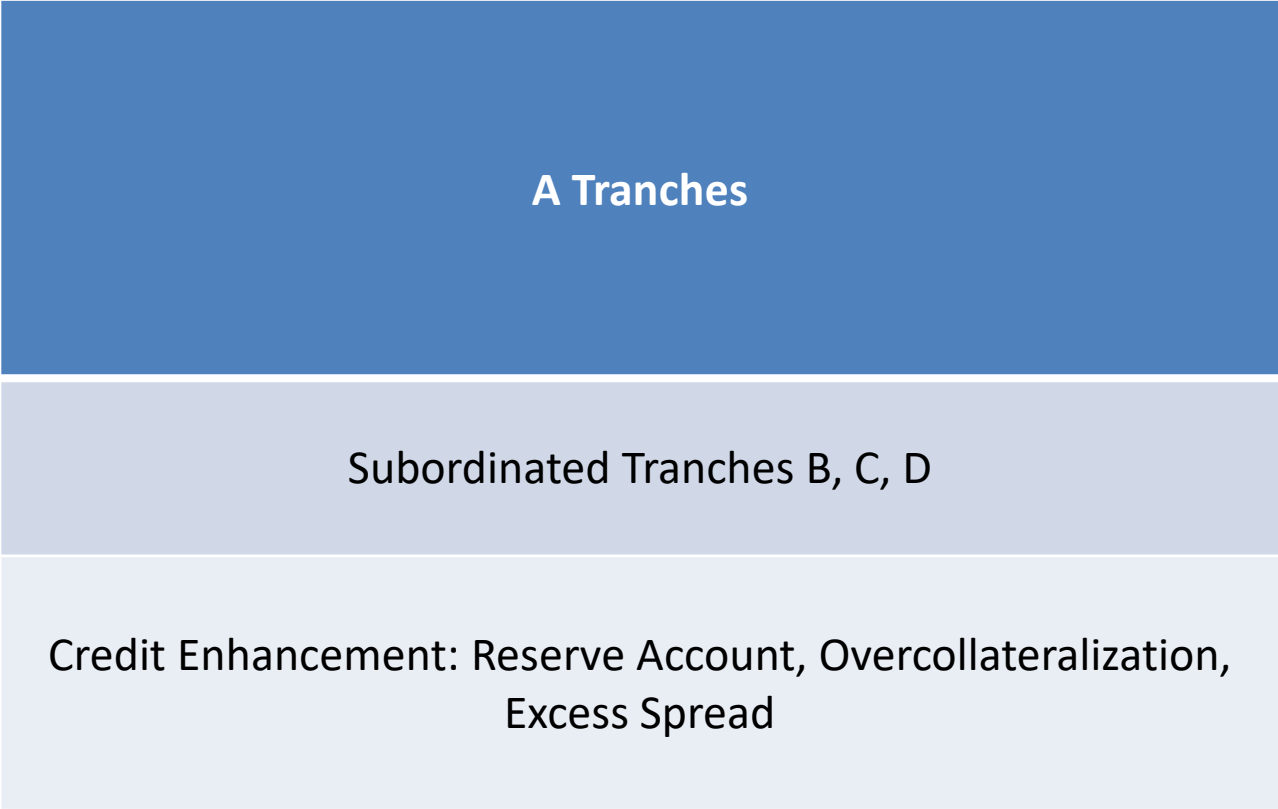 A Tranches
Subordinated Tranches B, C, D
Credit Enhancement: Reserve Account, Overcollateralization,
Excess Spread